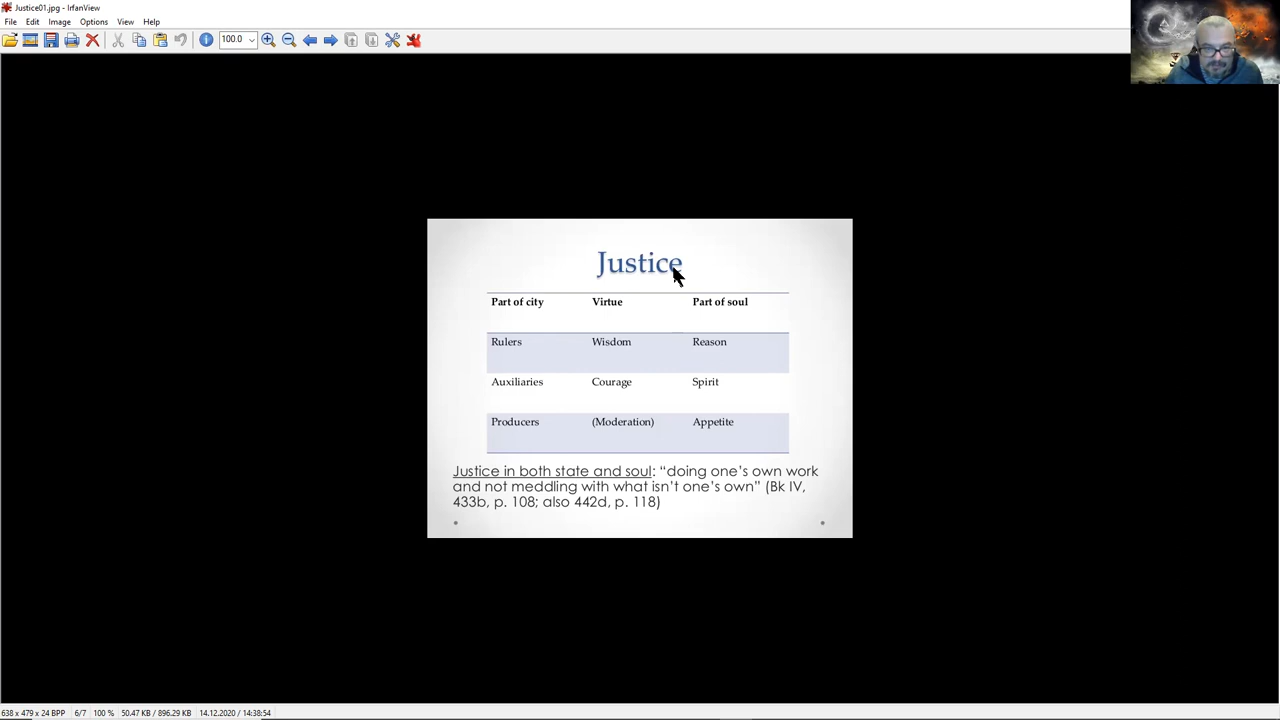 Justice01.jpg - IrfanView
File Edit Image Options View Help
100.0
Justice
Part of city Virtue Part of soul
Rulers Wisdom Reason
Auxiliaries Courage Spirit
Producers (Moderation) Appetite
Justice in both state and soul: “doing one’s own work
and not meddling with what isn’t one’s own” (Bk IV,
433b, p. 108; also 442d, p. 118)
638 x 479 x 24 BPP 6/7 100 % 50.47 KB / 896.29 KB 14.12.2020 / 14:38:54